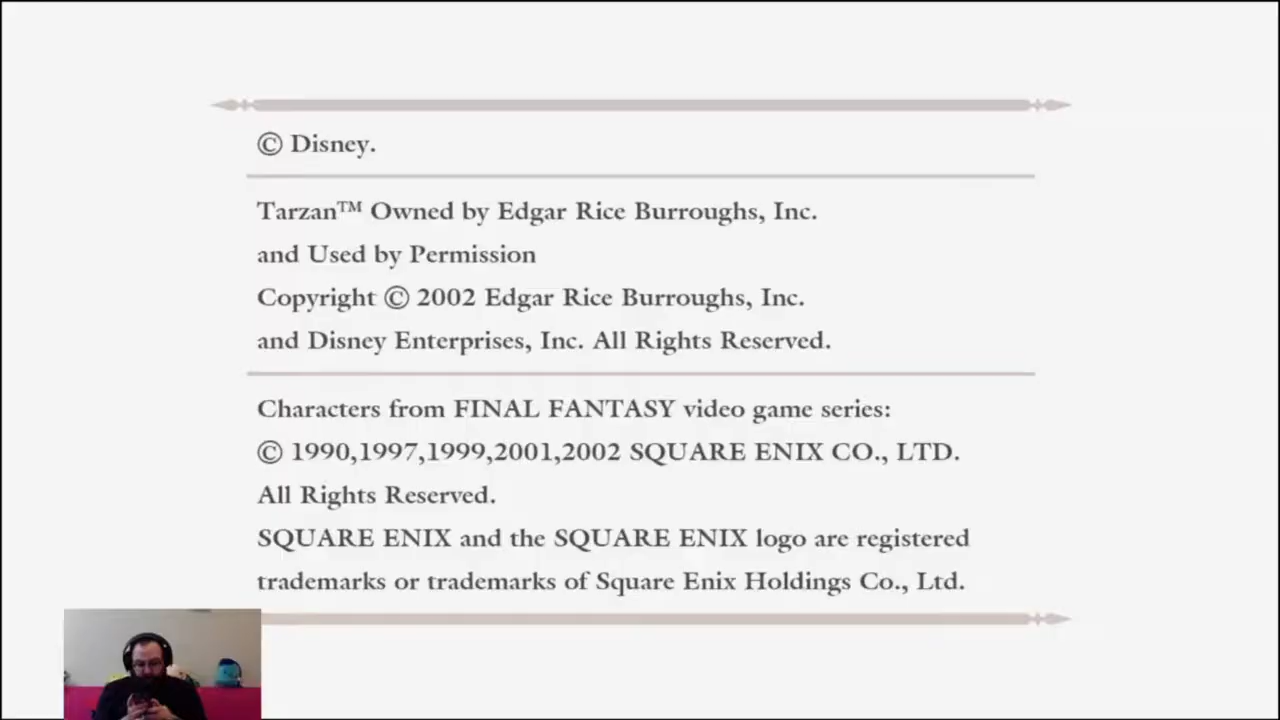 © Disney.
Tarzan™ Owned by Edgar Rice Burroughs, Inc.
and Used by Permission
Copyright © 2002 Edgar Rice Burroughs, Inc.
and Disney Enterprises, Inc. All Rights Reserved.
Characters from FINAL FANTASY video game series:
© 1990,1997,1999,2001,2002 SQUARE ENIX CO., LTD.
All Rights Reserved.
SQUARE ENIX and the SQUARE ENIX logo are registered
trademarks or trademarks of Square Enix Holdings Co., Ltd.